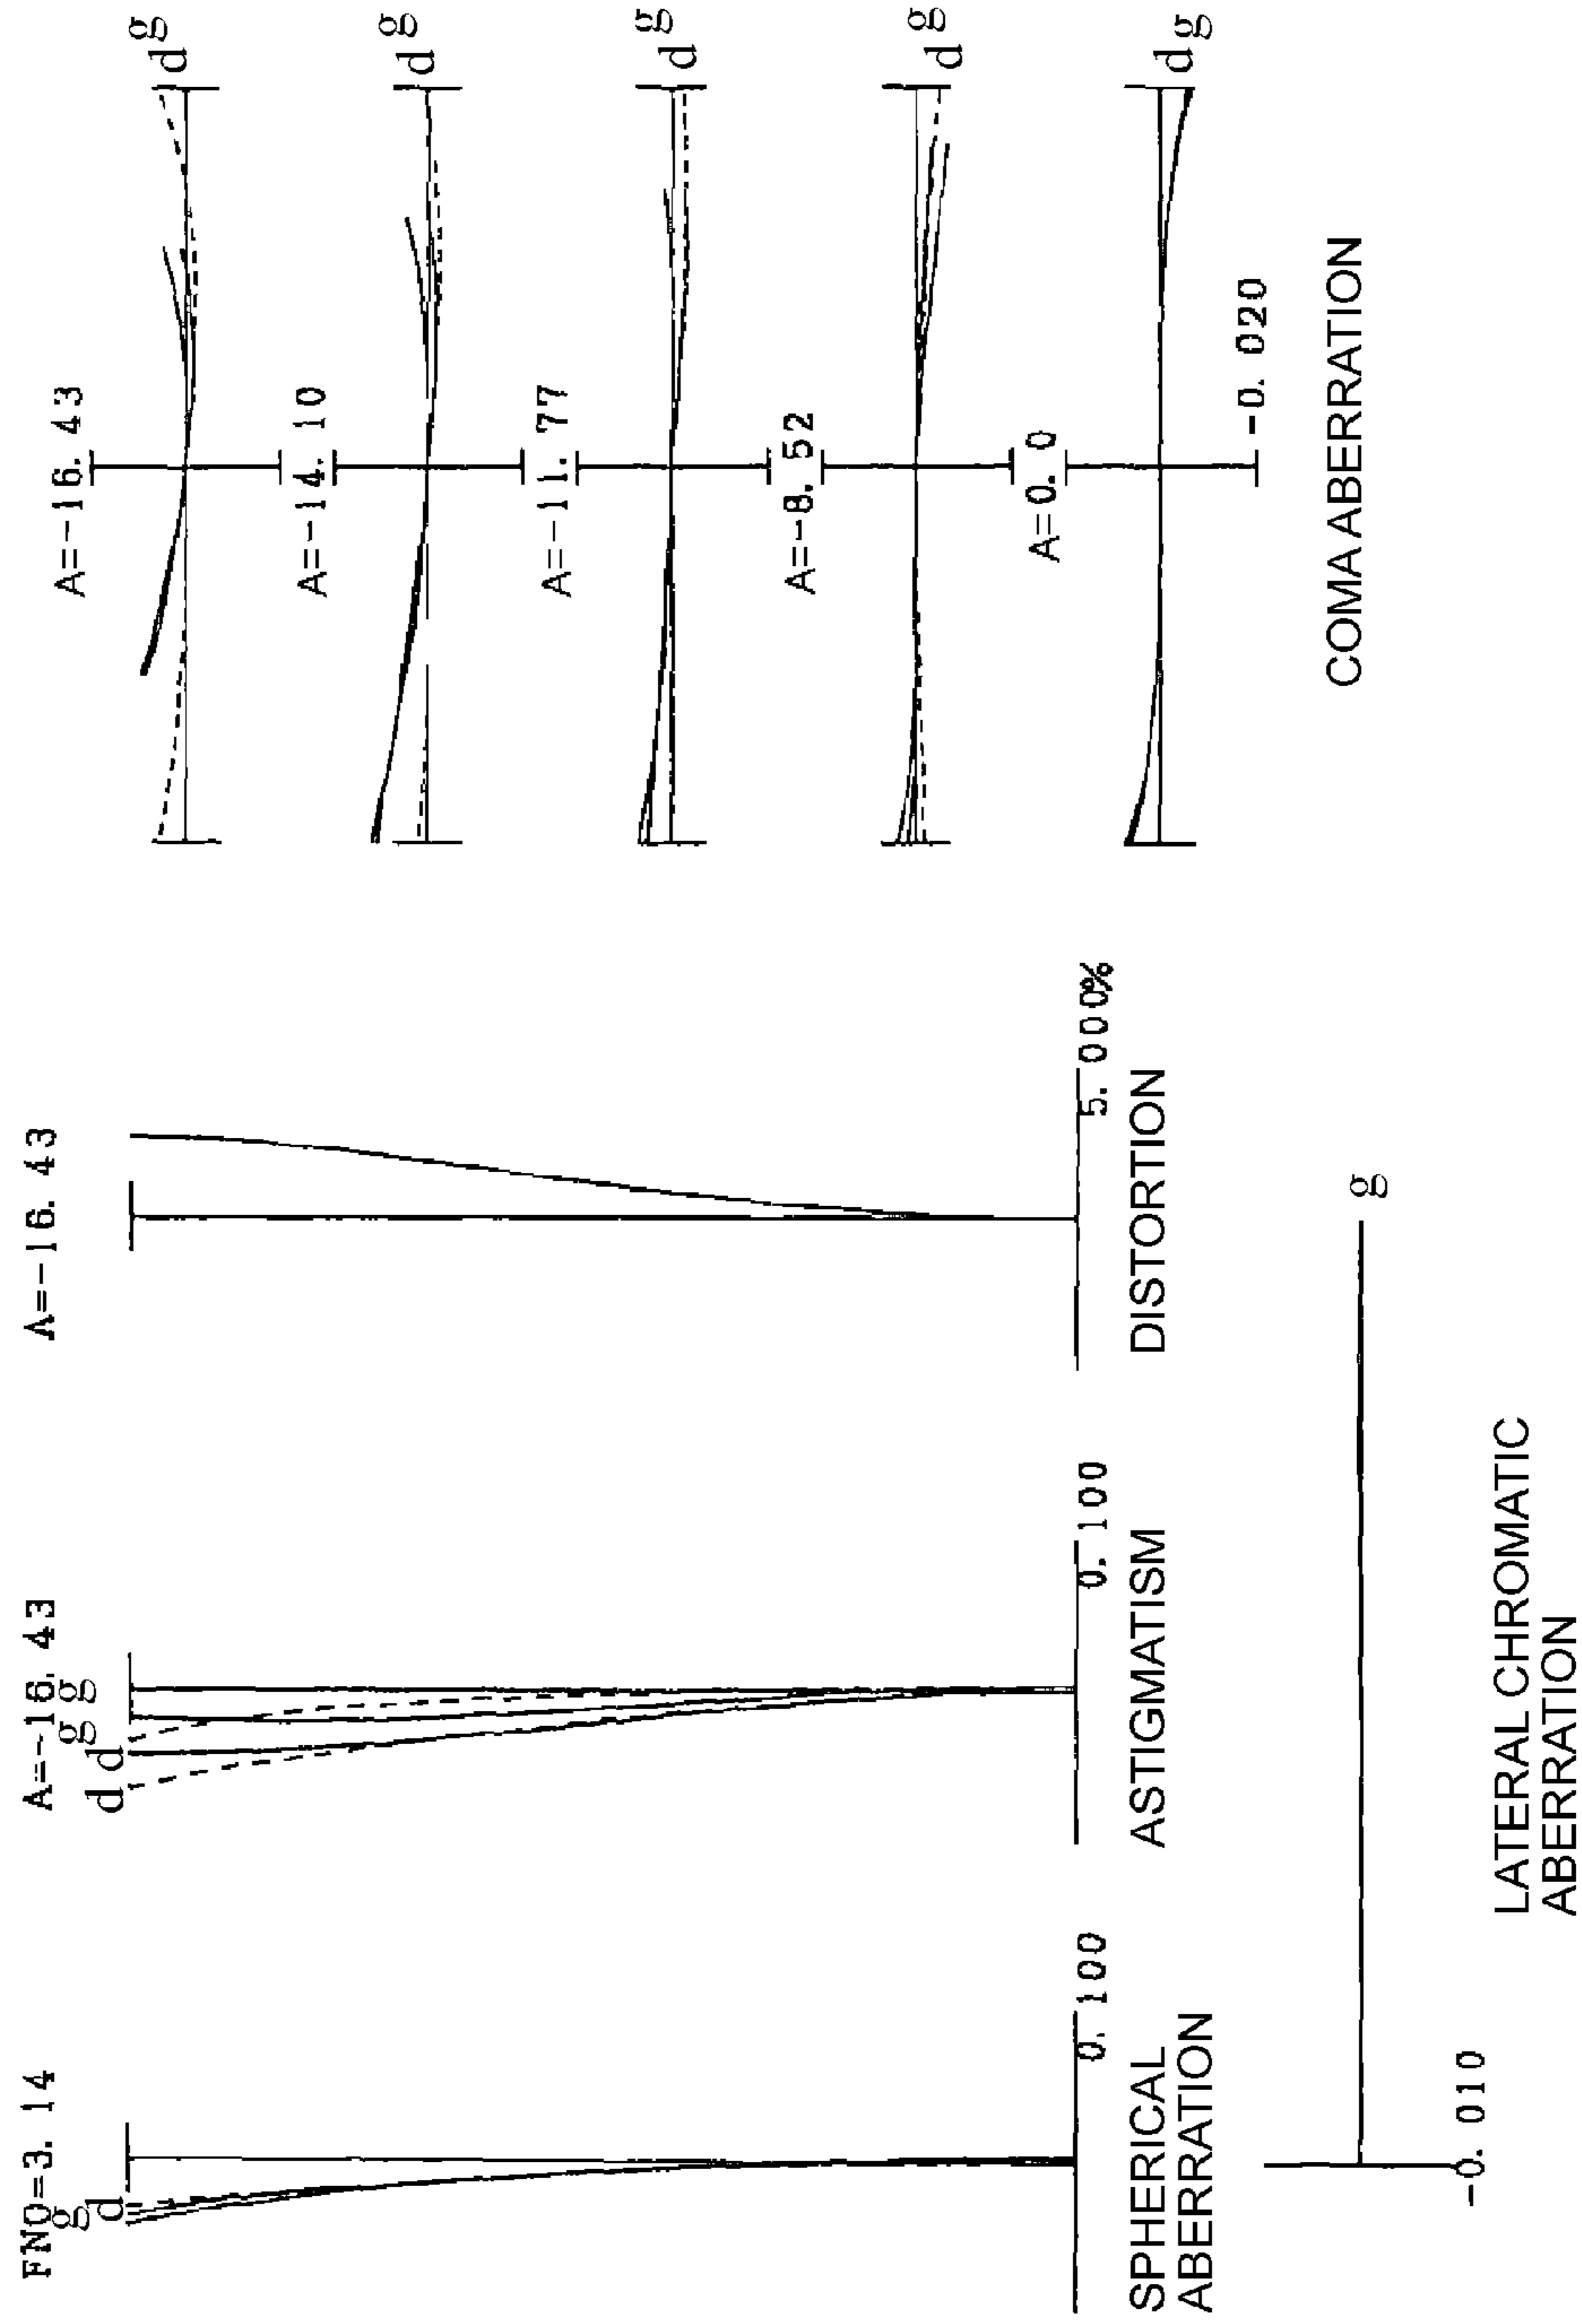 FNO=3.14
g
d
0.100
SPHERICAL
ABERRATION
A=-16.43
g
g
d
d
0.100
ASTIGMATISM
A=-16.43
5.000%
DISTORTION
A=-16.43
g
d
A=-14.10
g
d
A=-11.77
g
d
A=-8.52
g
d
A=0.0
g
d
-0.020
COMA ABERRATION
g
-0.010
LATERAL CHROMATIC
ABERRATION